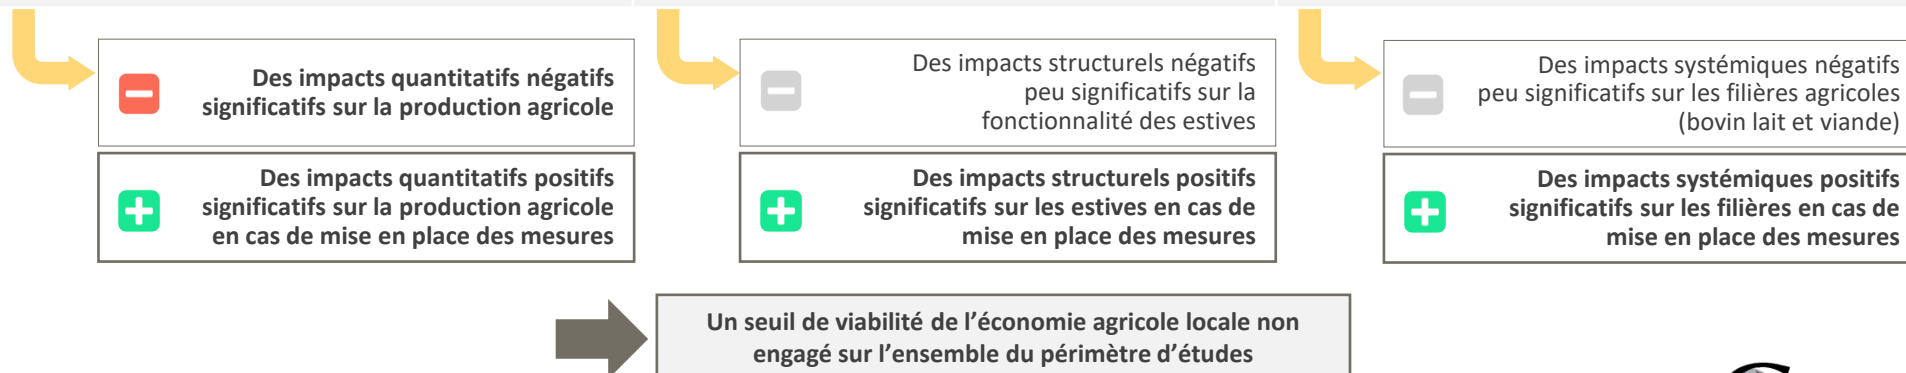 Des impacts quantitatifs négatifs
significatifs sur la production agricole
Des impacts quantitatifs positifs
significatifs sur la production agricole
en cas de mise en place des mesures
Des impacts structurels négatifs
peu significatifs sur la
fonctionnalité des estives
Des impacts structurels positifs
significatifs sur les estives en cas de
mise en place des mesures
Des impacts systémiques négatifs
peu significatifs sur les filières agricoles
(bovin lait et viande)
Des impacts systémiques positifs
significatifs sur les filières en cas de
mise en place des mesures
Un seuil de viabilité de l’économie agricole locale non
engagé sur l’ensemble du périmètre d’études